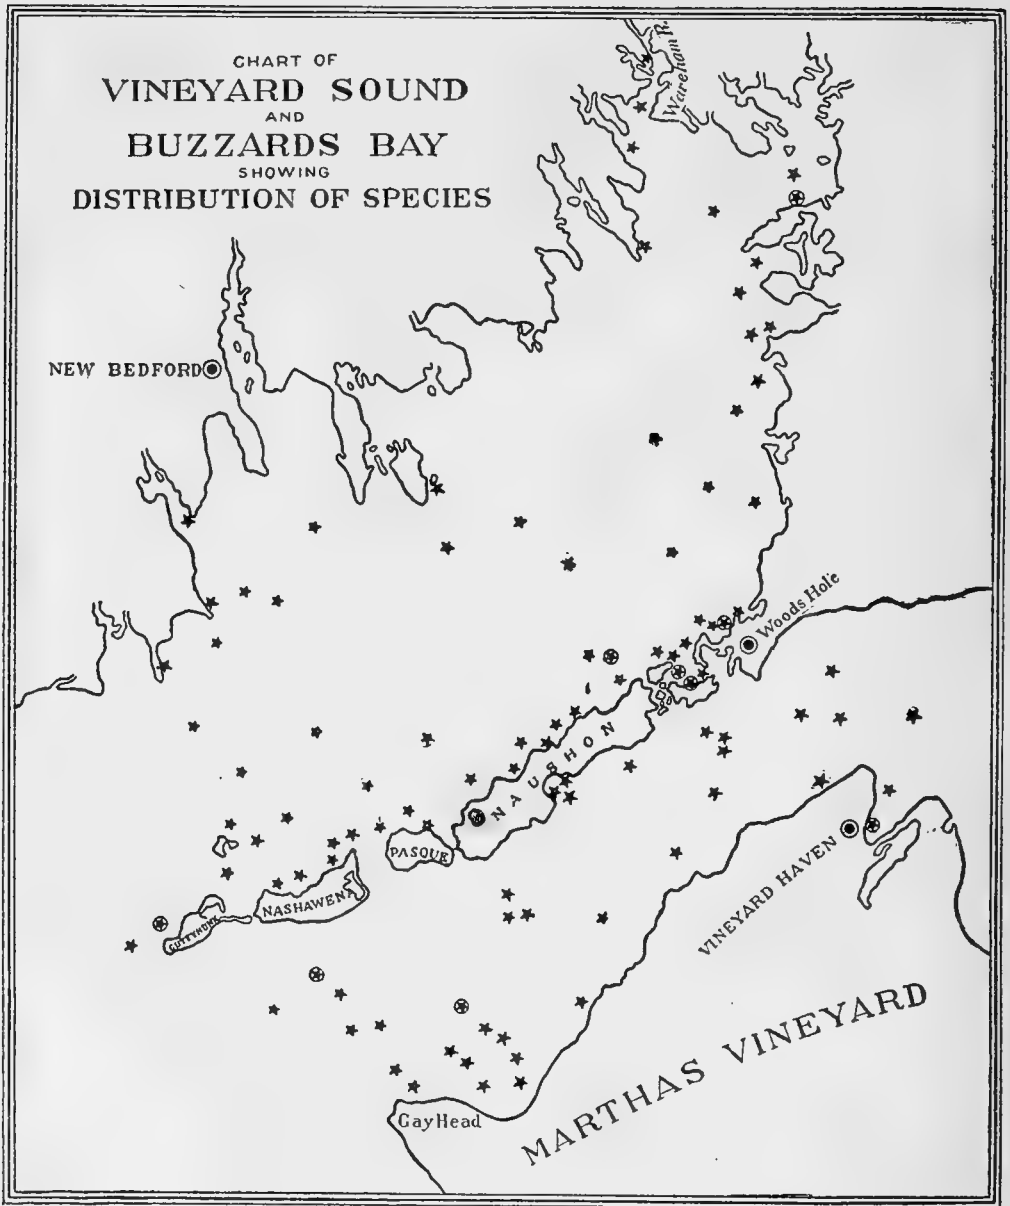 CHART OF
VINEYARD SOUND
AND
BUZZARDS BAY
SHOWING
DISTRIBUTION OF SPECIES
Wareham R.
NEW BEDFORD
Woods Hole
NAUSHON
PASQUE
NASHAWENA
CUTTYHUNK
VINEYARD HAVEN
MARTHAS VINEYARD
Gay Head